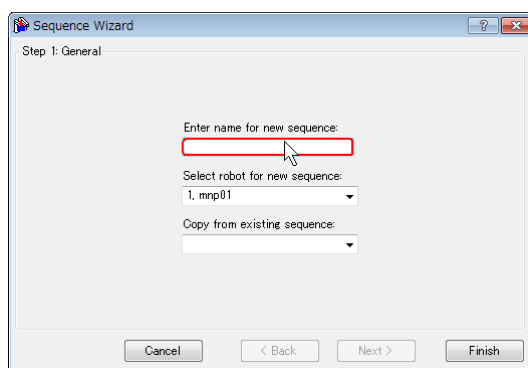 Sequence Wizard
Step 1: General
Enter name for new sequence:
Select robot for new sequence:
1, mnp01
Copy from existing sequence:
Cancel
< Back
Next >
Finish